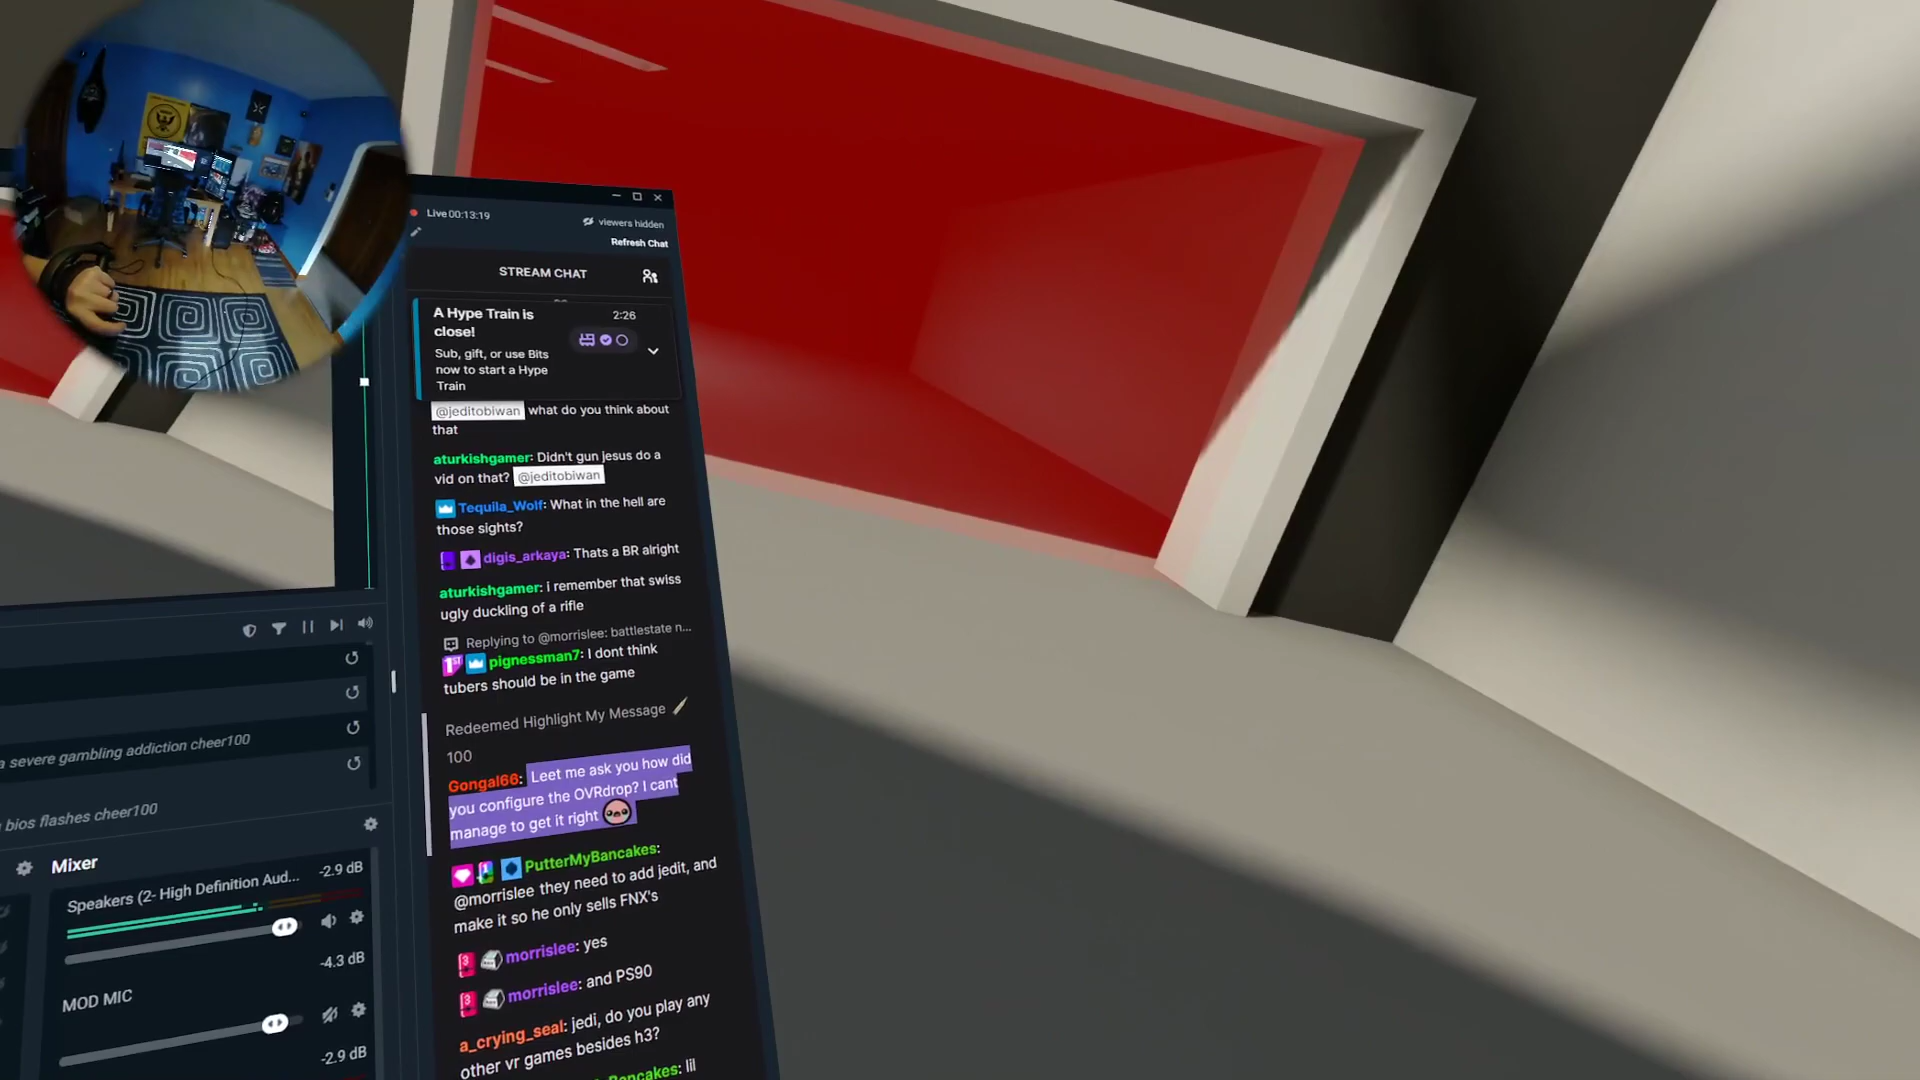 Live 00:13:19
viewers hidden
Refresh Chat
STREAM CHAT
A Hype Train is
close!
2:26
Sub, gift, or use Bits
now to start a Hype
Train
@jeditobiwan what do you think about
that
aturkishgamer: Didn't gun jesus do a
vid on that? @jeditobiwan
Tequila_Wolf: What in the hell are
those sights?
digis_arkaya: Thats a BR alright
aturkishgamer: i remember that swiss
ugly duckling of a rifle
Replying to @morrislee: battlestate n...
pignessman7: I dont think
tubers should be in the game
Redeemed Highlight My Message
100
Gongal66: Leet me ask you how did
you configure the OVRdrop? I cant
manage to get it right
PutterMyBancakes:
@morrislee they need to add jedit, and
make it so he only sells FNX's
morrislee: yes
morrislee: and PS90
a_crying_seal: jedi, do you play any
other vr games besides h3?
Bancakes: lil
a severe gambling addiction cheer100
bios flashes cheer100
Mixer
Speakers (2- High Definition Aud...
-2.9 dB
-4.3 dB
MOD MIC
-2.9 dB